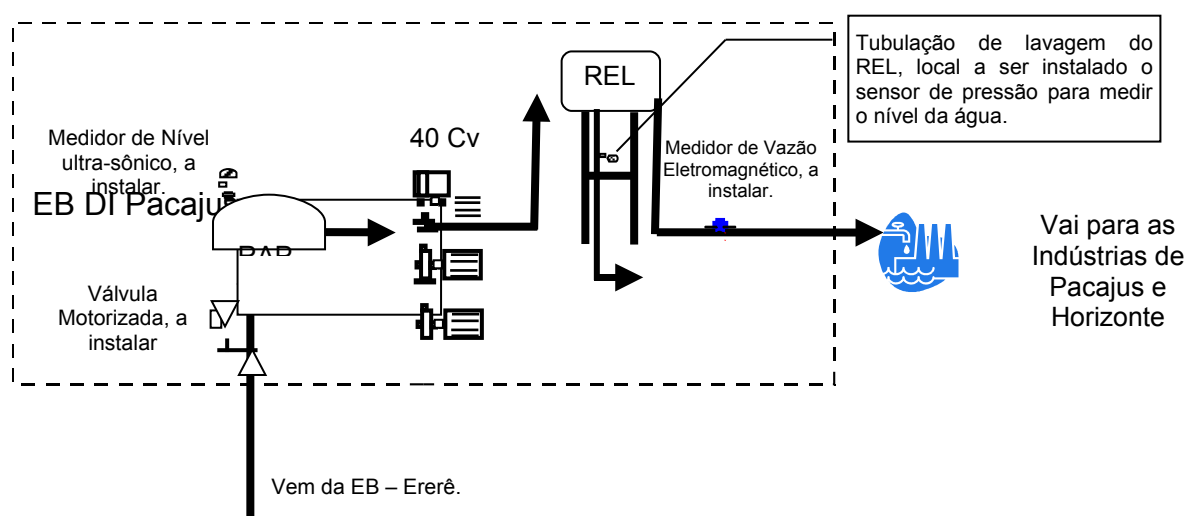 Tubulação de lavagem do
REL, local a ser instalado o
sensor de pressão para medir
o nível da água.
REL
40 Cv
Medidor de Nível
ultra-sônico, a
instalar.
Medidor de Vazão
Eletromagnético, a
instalar.
EB DI Pacajus
Vai para as
Indústrias de
Pacajus e
Horizonte
Válvula
Motorizada, a
instalar
Vem da EB – Ererê.